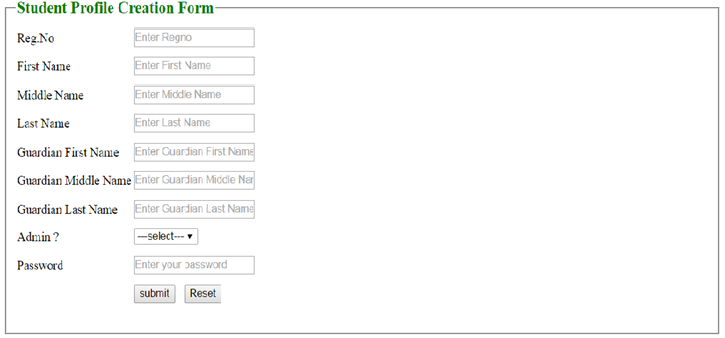 Student Profile Creation Form
Reg.No Enter Regno
First Name Enter First Name
Middle Name Enter Middle Name
Last Name Enter Last Name
Guardian First Name Enter Guardian First Name
Guardian Middle Name Enter Guardian Middle Nar
Guardian Last Name Enter Guardian Last Name
Admin ? ---select---
Password Enter your password
submit Reset